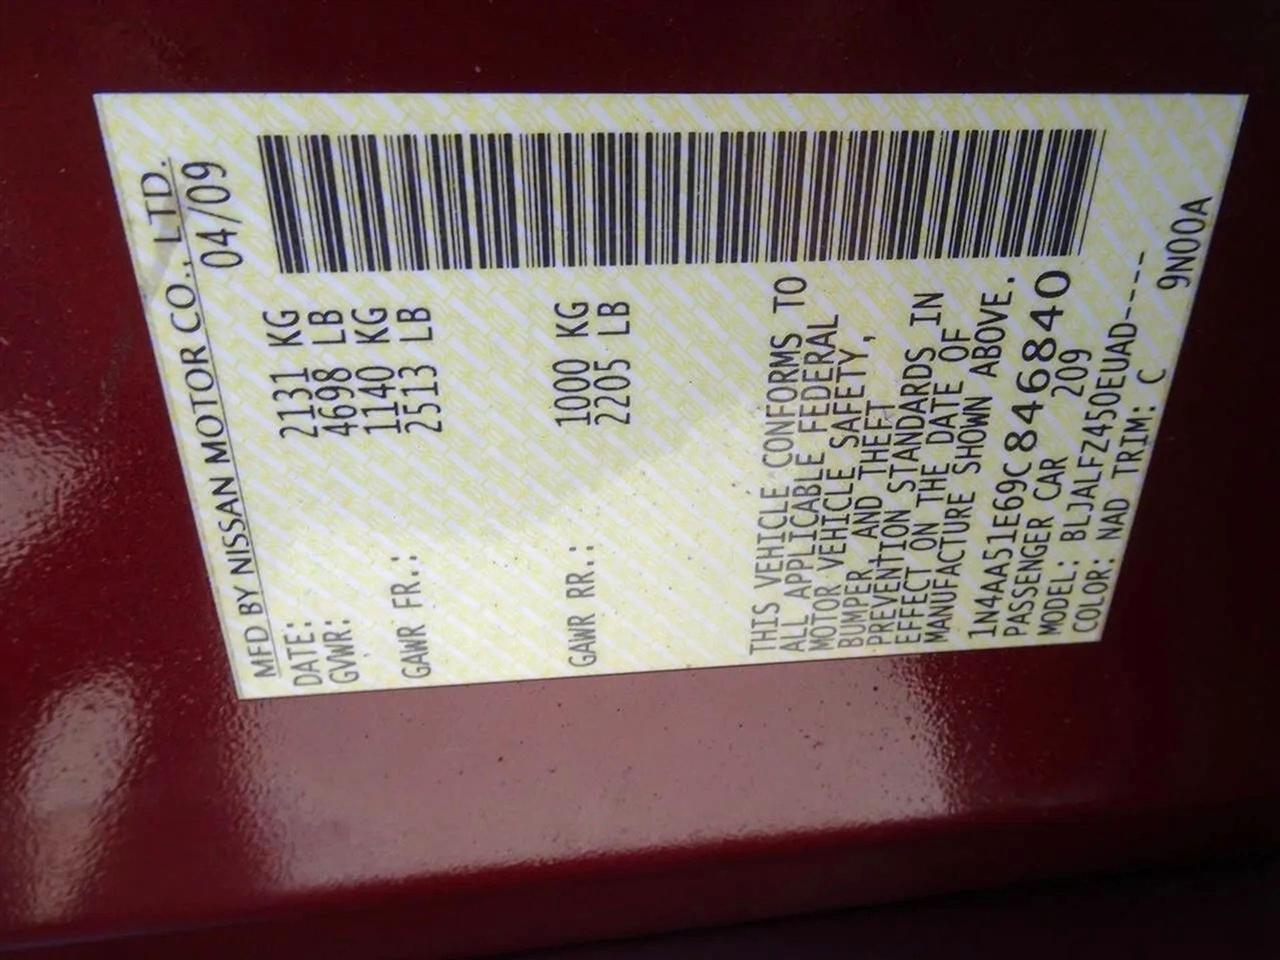 MFD BY NISSAN MOTOR CO., LTD.
DATE: 04/09
GVWR: 2131 KG
4698 LB
GAWR FR.: 1140 KG
2513 LB
GAWR RR.: 1000 KG
2205 LB
THIS VEHICLE CONFORMS TO
ALL APPLICABLE FEDERAL
MOTOR VEHICLE SAFETY,
BUMPER, AND THEFT
PREVENTION STANDARDS IN
EFFECT ON THE DATE OF
MANUFACTURE SHOWN ABOVE.
1N4AA51E69C846840
PASSENGER CAR 209
MODEL: BLJALFZ450EUAD----
COLOR: NAD TRIM: C 9N00A